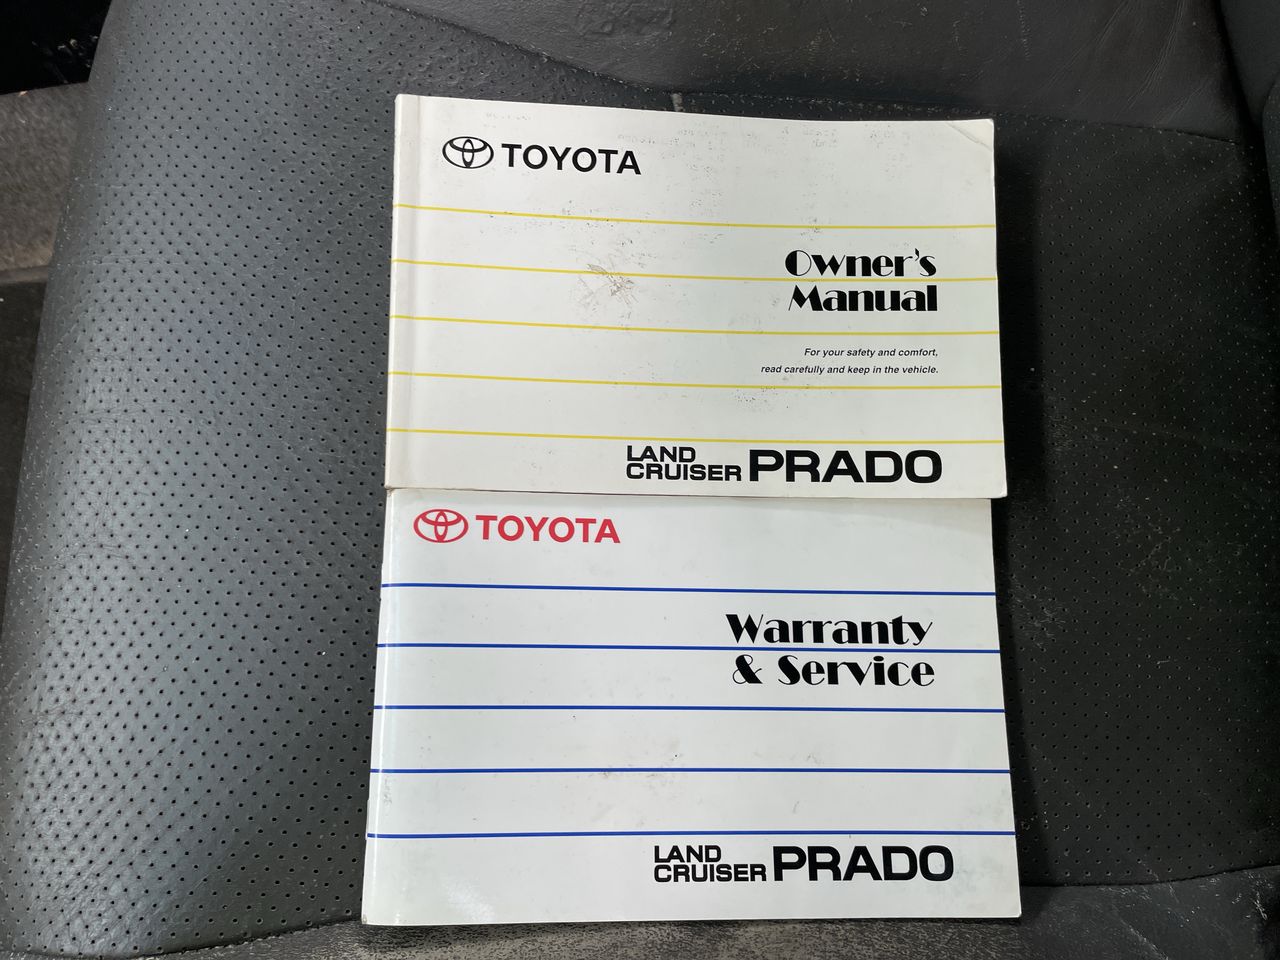 TOYOTA
Owner's
Manual
For your safety and comfort,
read carefully and keep in the vehicle.
LAND
CRUISER PRADO
TOYOTA
Warranty
& Service
LAND
CRUISER PRADO